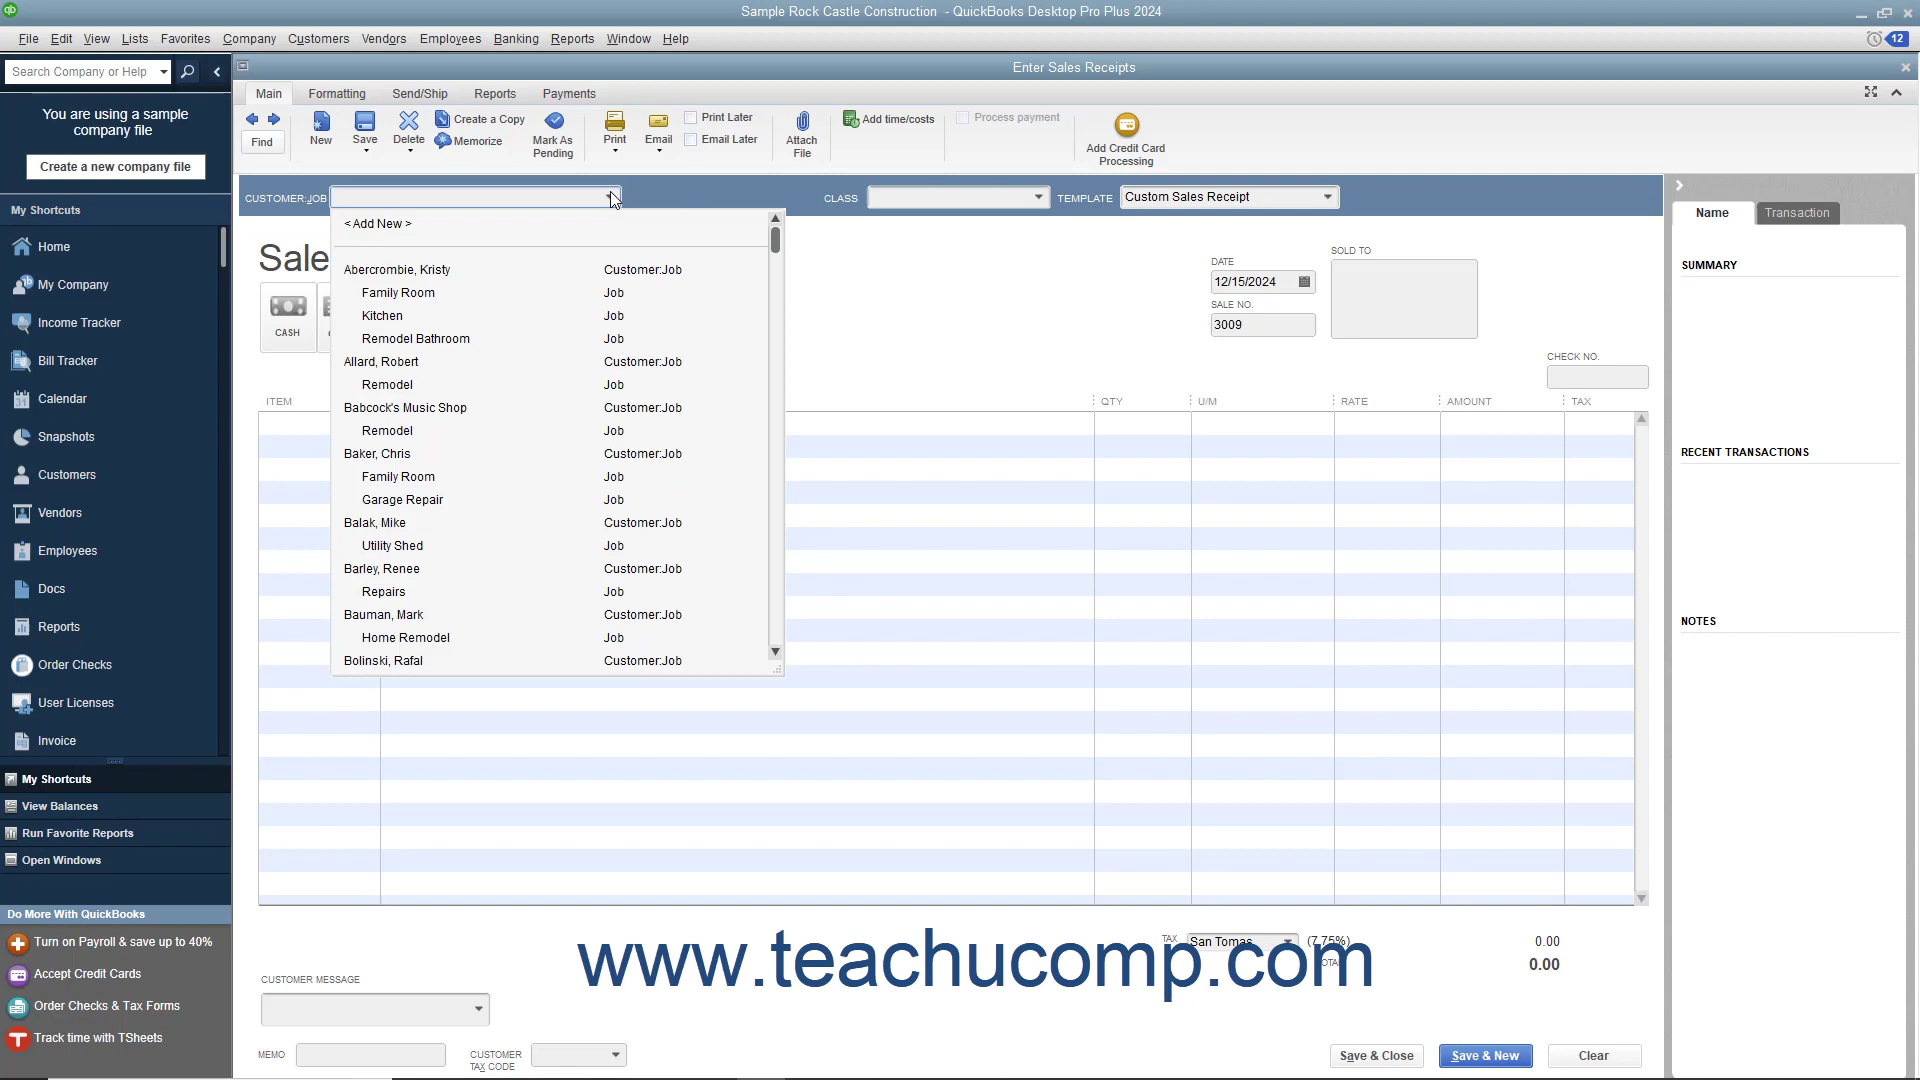 Sample Rock Castle Construction - QuickBooks Desktop Pro Plus 2024
File Edit View Lists Favorites Company Customers Vendors Employees Banking Reports Window Help
12
Search Company or Help
Enter Sales Receipts
You are using a sample
company file
Create a new company file
Main Formatting Send/Ship Reports Payments
Find
New
Save
Delete
Create a Copy
Memorize
Mark As
Pending
Print
Email
Print Later
Email Later
Attach
File
Add time/costs
Process payment
Add Credit Card
Processing
CUSTOMER:JOB
CLASS
TEMPLATE Custom Sales Receipt
Name Transaction
My Shortcuts
Home
My Company
Income Tracker
Bill Tracker
Calendar
Snapshots
Customers
Vendors
Employees
Docs
Reports
Order Checks
User Licenses
Invoice
My Shortcuts
View Balances
Run Favorite Reports
Open Windows
Do More With QuickBooks
Turn on Payroll & save up to 40%
Accept Credit Cards
Order Checks & Tax Forms
Track time with TSheets
< Add New >
Abercrombie, Kristy Customer:Job
Family Room Job
Kitchen Job
Remodel Bathroom Job
Allard, Robert Customer:Job
Remodel Job
Babcock's Music Shop Customer:Job
Remodel Job
Baker, Chris Customer:Job
Family Room Job
Garage Repair Job
Balak, Mike Customer:Job
Utility Shed Job
Barley, Renee Customer:Job
Repairs Job
Bauman, Mark Customer:Job
Home Remodel Job
Bolinski, Rafal Customer:Job
Sale
CASH
DATE
12/15/2024
SALE NO.
3009
SOLD TO
CHECK NO.
ITEM QTY U/M RATE AMOUNT TAX
SUMMARY
RECENT TRANSACTIONS
NOTES
TAX San Tomas (7.75%) 0.00
0.00
www.teachucomp.com
CUSTOMER MESSAGE
MEMO
CUSTOMER
TAX CODE
Save & Close Save & New Clear